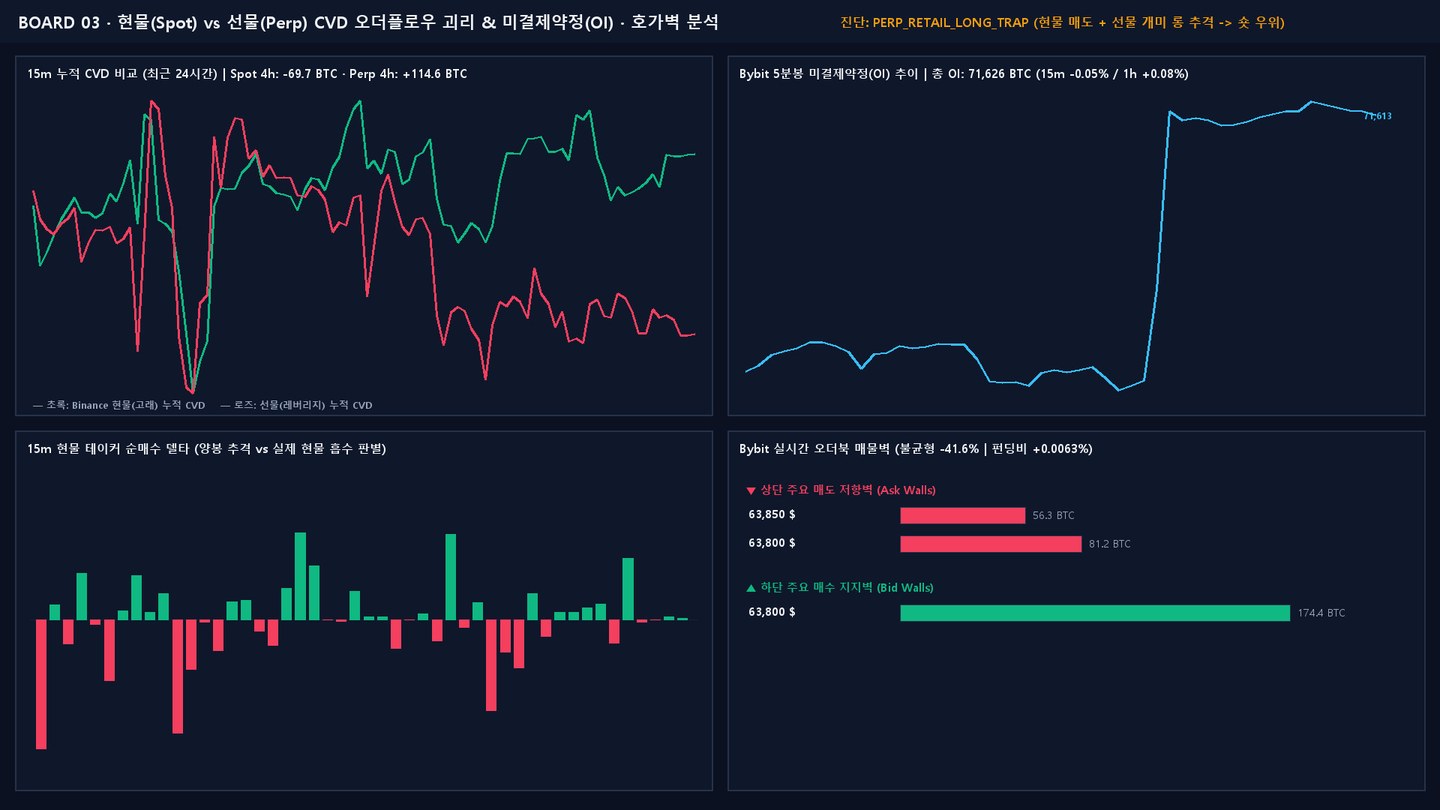 BOARD 03 · 현물(Spot) vs 선물(Perp) CVD 오더플로우 괴리 & 미결제약정(OI) · 호가벽 분석
진단: PERP_RETAIL_LONG_TRAP (현물 매도 + 선물 개미 롱 추격 -> 숏 우위)
15m 누적 CVD 비교 (최근 24시간) | Spot 4h: -69.7 BTC · Perp 4h: +114.6 BTC
— 초록: Binance 현물(고래) 누적 CVD — 로즈: 선물(레버리지) 누적 CVD
Bybit 5분봉 미결제약정(OI) 추이 | 총 OI: 71,626 BTC (15m -0.05% / 1h +0.08%)
71,613
15m 현물 테이커 순매수 델타 (양봉 추격 vs 실제 현물 흡수 판별)
Bybit 실시간 오더북 매물벽 (불균형 -41.6% | 펀딩비 +0.0063%)
▼ 상단 주요 매도 저항벽 (Ask Walls)
63,850 $ 56.3 BTC
63,800 $ 81.2 BTC
▲ 하단 주요 매수 지지벽 (Bid Walls)
63,800 $ 174.4 BTC